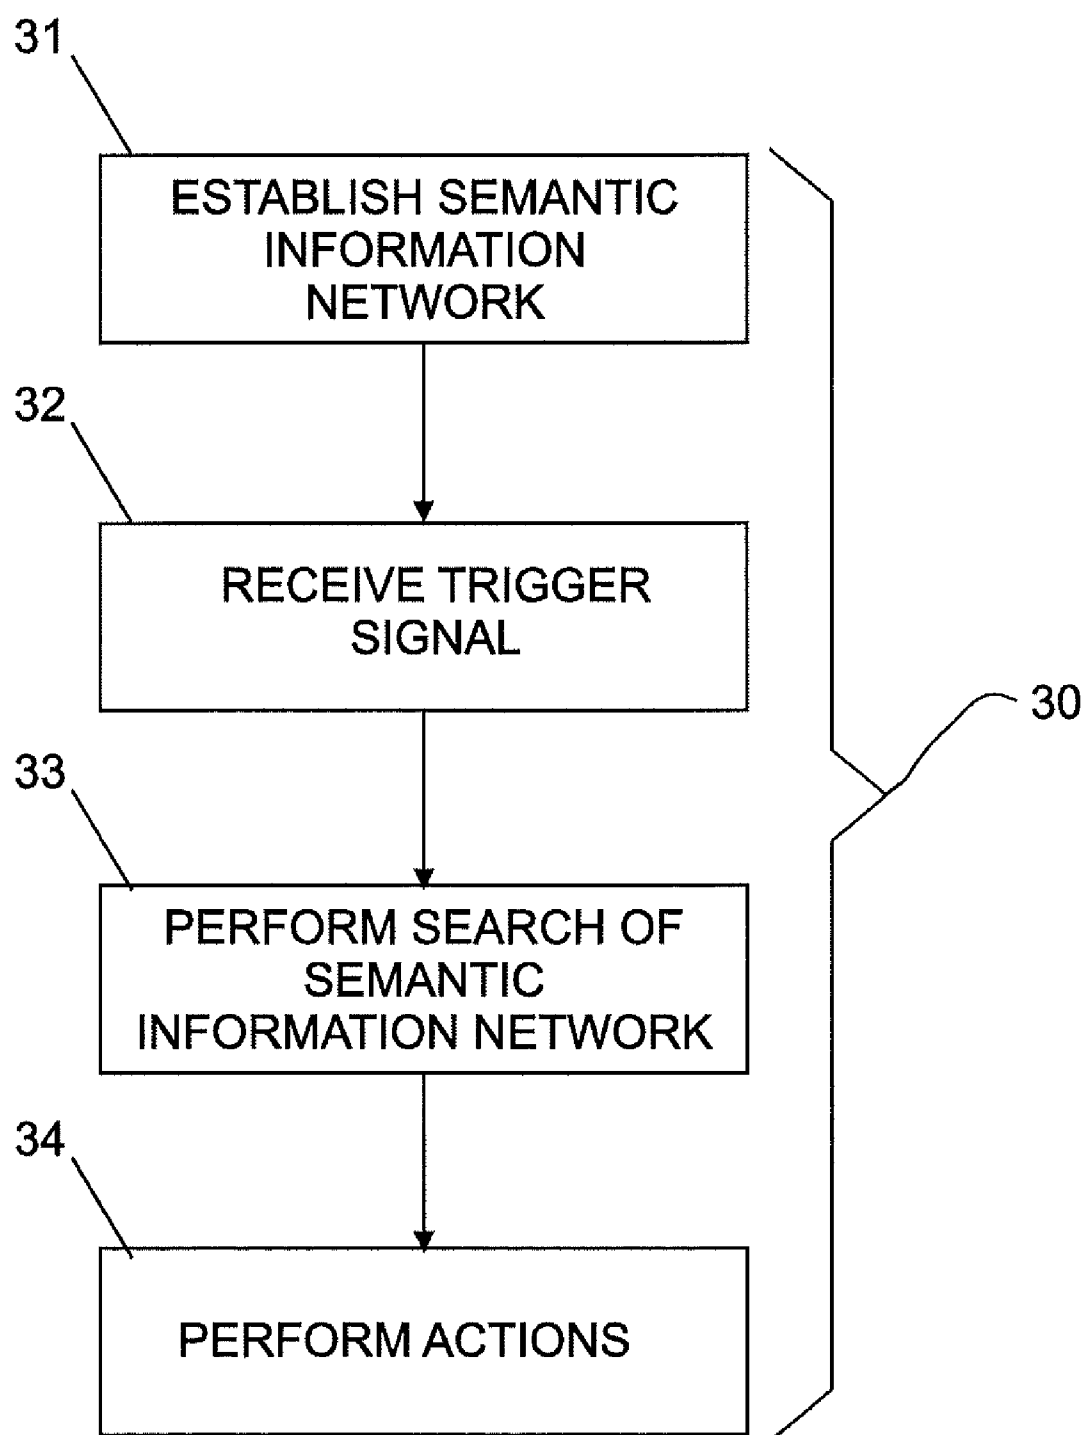 31
ESTABLISH SEMANTIC
INFORMATION
NETWORK
32
RECEIVE TRIGGER
SIGNAL
30
33
PERFORM SEARCH OF
SEMANTIC
INFORMATION NETWORK
34
PERFORM ACTIONS